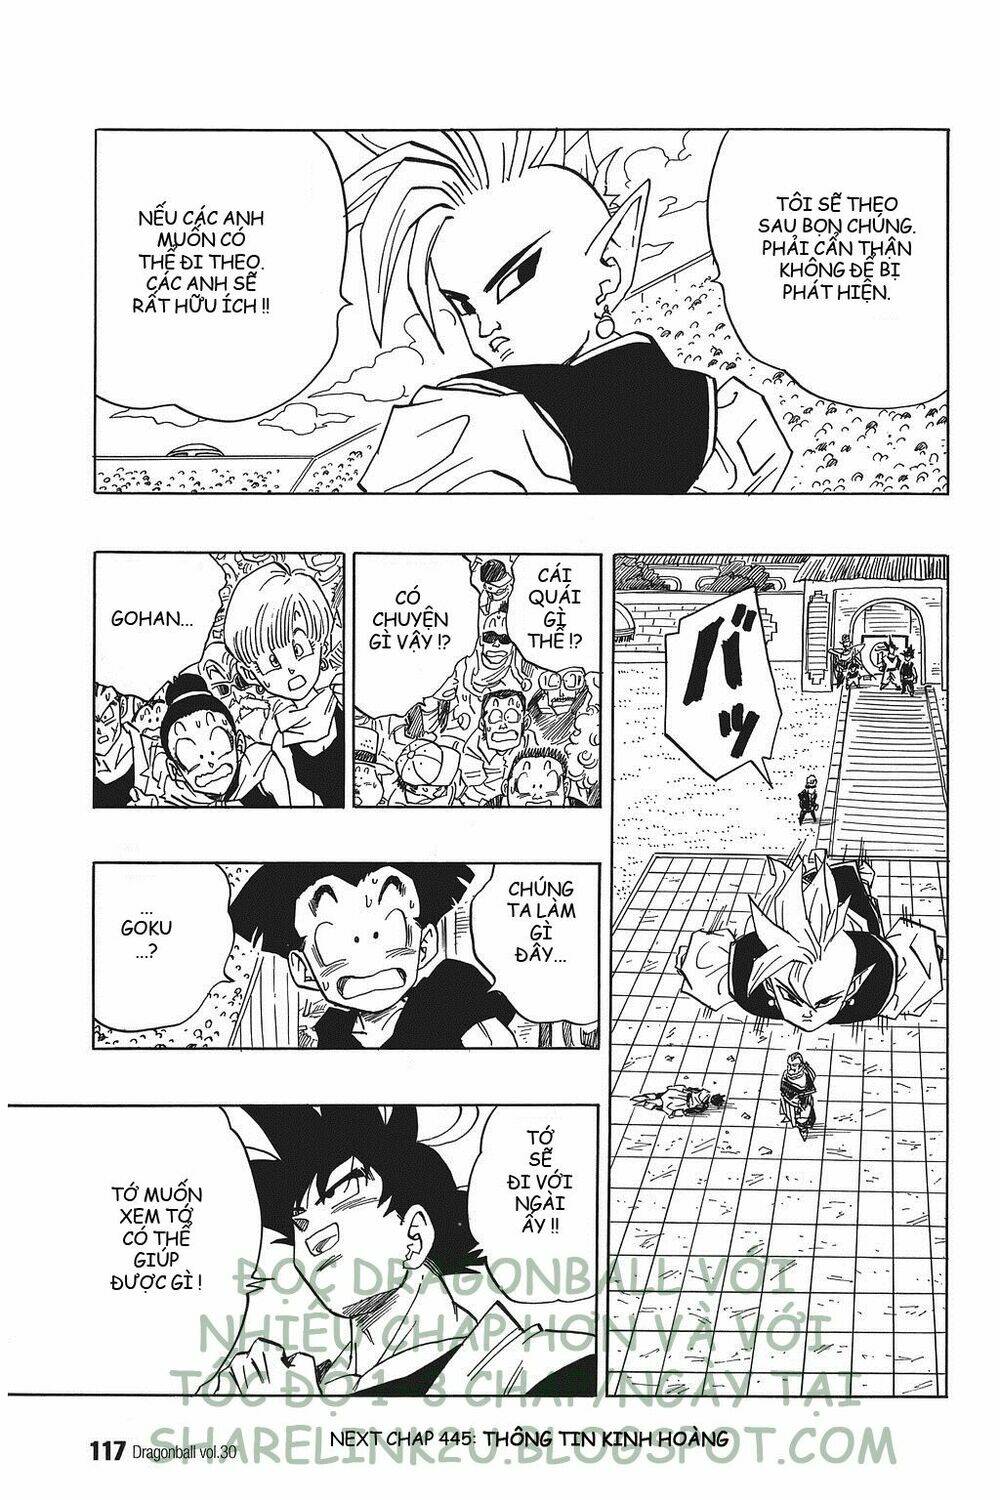 TÔI SẼ THEO
SAU BỌN CHÚNG.
PHẢI CẨN THẬN
KHÔNG ĐỂ BỊ
PHÁT HIỆN.
NẾU CÁC ANH
MUỐN CÓ
THỂ ĐI THEO.
CÁC ANH SẼ
RẤT HỮU ÍCH !!
バッ
CÁI
QUÁI
GÌ
THẾ !?
CÓ
CHUYỆN
GÌ VẬY !?
GOHAN...
CHÚNG
TA LÀM
GÌ
ĐÂY...
...
GOKU
...?
TỚ
SẼ
ĐI VỚI
NGÀI
ẤY !!
TỚ MUỐN
XEM TỚ
CÓ THỂ
GIÚP
ĐƯỢC GÌ !
ĐỌC DRAGONBALL VỚI
NHIỀU CHAP HƠN VÀ VỚI
TỐC ĐỘ 1-3 CHAP/NGÀY TẠI
SHARELINK2U.BLOGSPOT.COM
NEXT CHAP 445: THÔNG TIN KINH HOÀNG
117 Dragonball vol.30